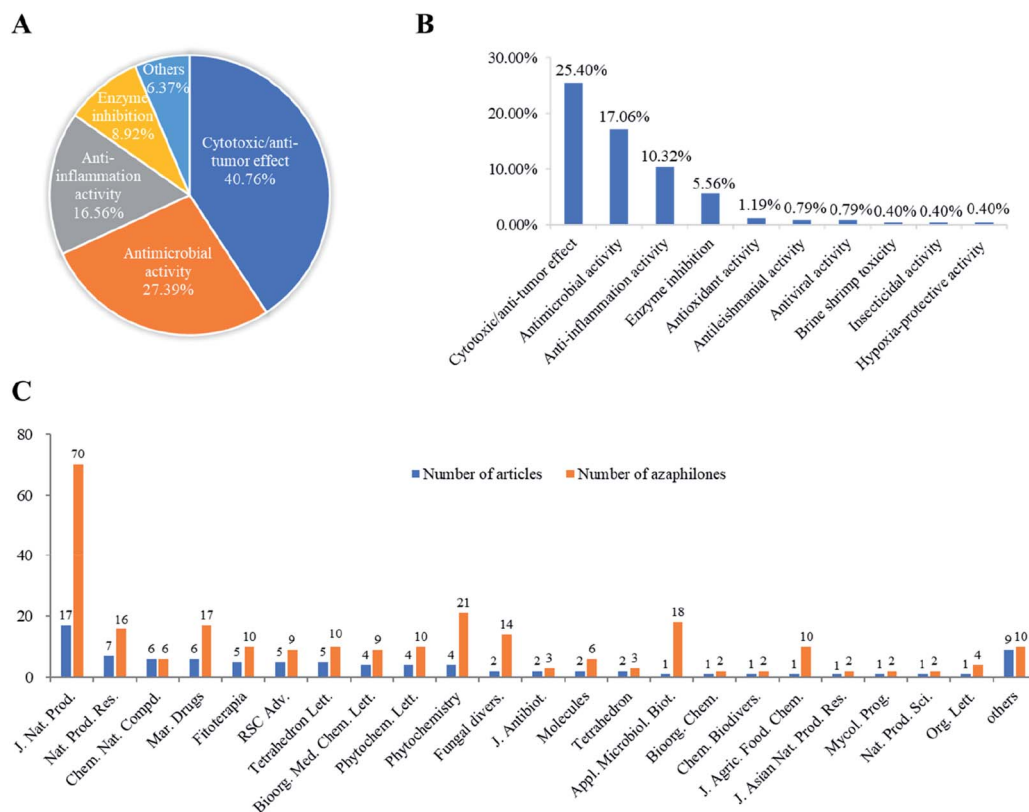 A
Others
6.37%
Enzyme
inhibition
8.92%
Anti-
inflammation
activity
16.56%
Cytotoxic/anti-
tumor effect
40.76%
Antimicrobial
activity
27.39%
B
30.00%
20.00%
10.00%
0.00%
25.40%
17.06%
10.32%
5.56%
1.19%
0.79%
0.79%
0.40%
0.40%
0.40%
Cytotoxic/anti-tumor effect
Antimicrobial activity
Anti-inflammation activity
Enzyme inhibition
Antioxidant activity
Antileishmanial activity
Antiviral activity
Brine shrimp toxicity
Insecticidal activity
Hypoxia-protective activity
C
80
60
40
20
0
Number of articles
Number of azaphilones
17 70
7 16
6 6
6 17
5 10
5 9
5 10
4 9
4 10
4 21
2 14
2 3
2 6
2 3
1 18
1 2
1 2
1 10
1 2
1 2
1 2
1 4
9 10
J. Nat. Prod.
Nat. Prod. Res.
Chem. Nat. Compd.
Mar. Drugs
Fitoterapia
RSC Adv.
Tetrahedron Lett.
Bioorg. Med. Chem. Lett.
Phytochem. Lett.
Phytochemistry
Fungal divers.
J. Antibiot.
Molecules
Tetrahedron
Appl. Microbiol. Biot.
Bioorg. Chem.
Chem. Biodivers.
J. Agric. Food. Chem.
J. Asian Nat. Prod. Res.
Mycol. Prog.
Nat. Prod. Sci.
Org. Lett.
others